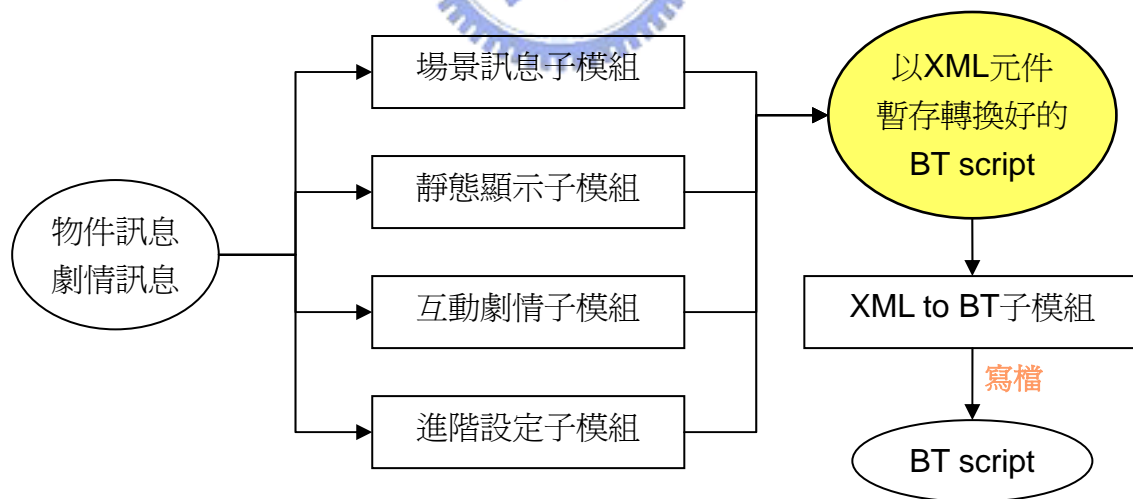 物件訊息
劇情訊息
場景訊息子模組
靜態顯示子模組
互動劇情子模組
進階設定子模組
以XML元件
暫存轉換好的
BT script
XML to BT子模組
寫檔
BT script